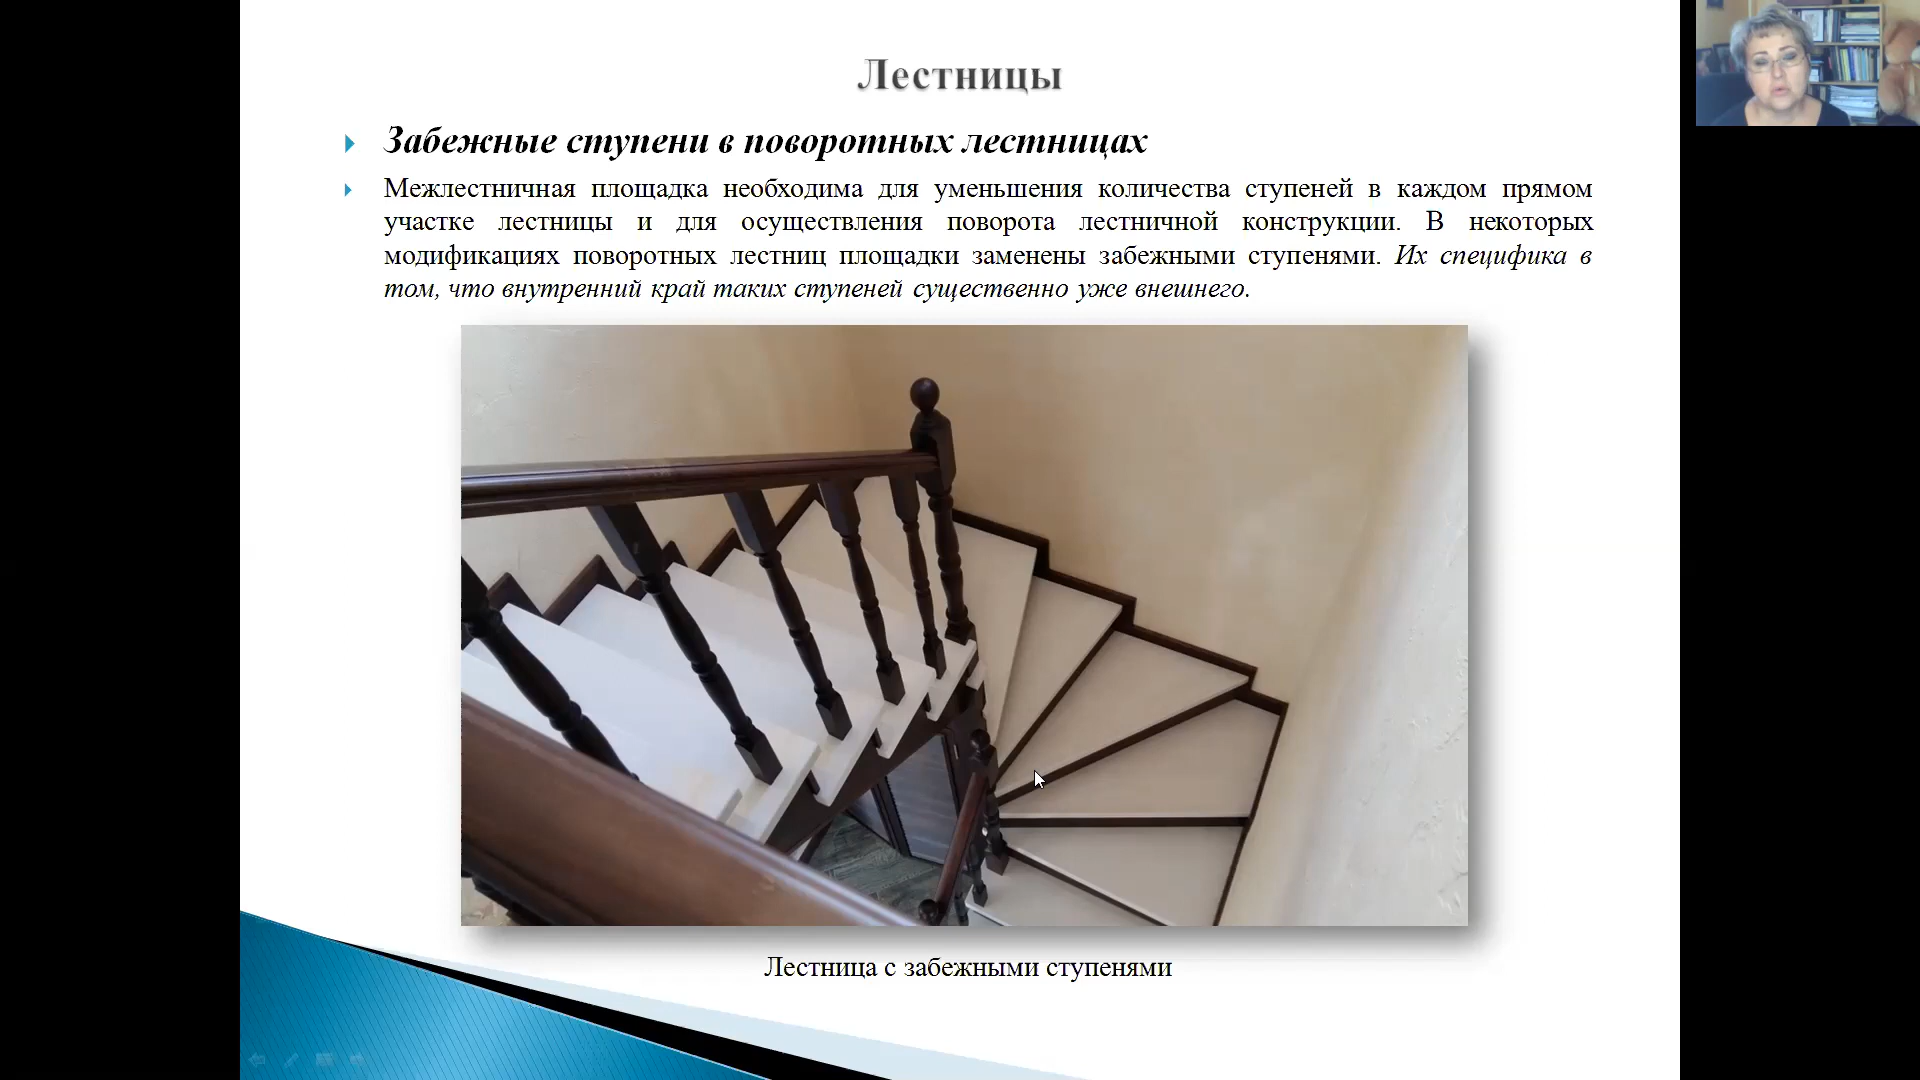 Лестницы
Забежные ступени в поворотных лестницах
Межлестничная площадка необходима для уменьшения количества ступеней в каждом прямом
участке лестницы и для осуществления поворота лестничной конструкции. В некоторых
модификациях поворотных лестниц площадки заменены забежными ступенями. Их специфика в
том, что внутренний край таких ступеней существенно уже внешнего.
Лестница с забежными ступенями